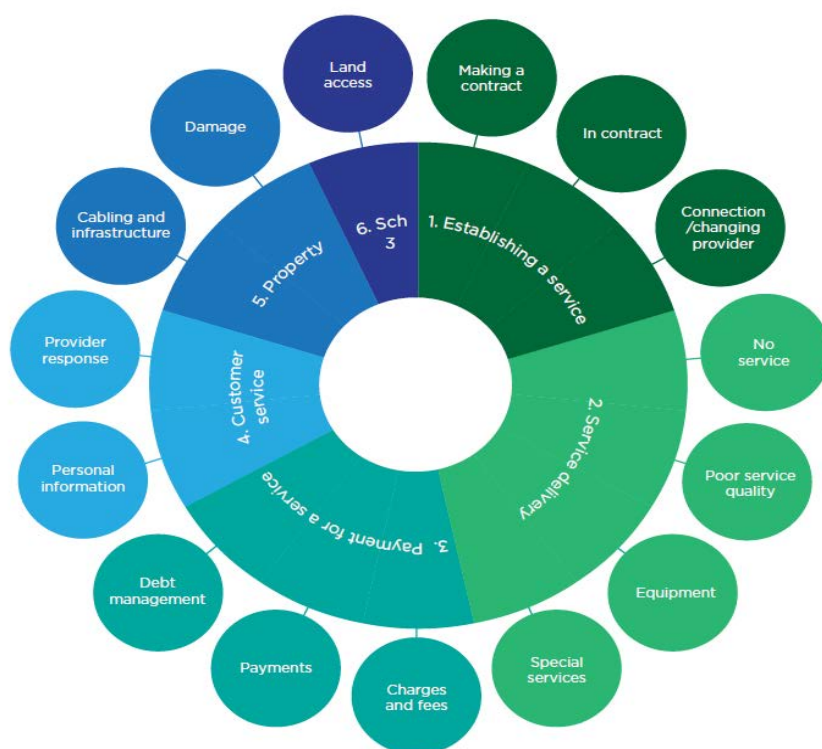 Land
access
Making a
contract
Damage
In contract
Cabling and
infrastructure
Connection
/changing
provider
6. Sch
3
1. Establishing a service
5. Property
Provider
response
No
service
4. Customer
service
2. Service delivery
Personal
information
Poor service
quality
3. Payment for a service
Debt
management
Equipment
Payments
Special
services
Charges
and fees